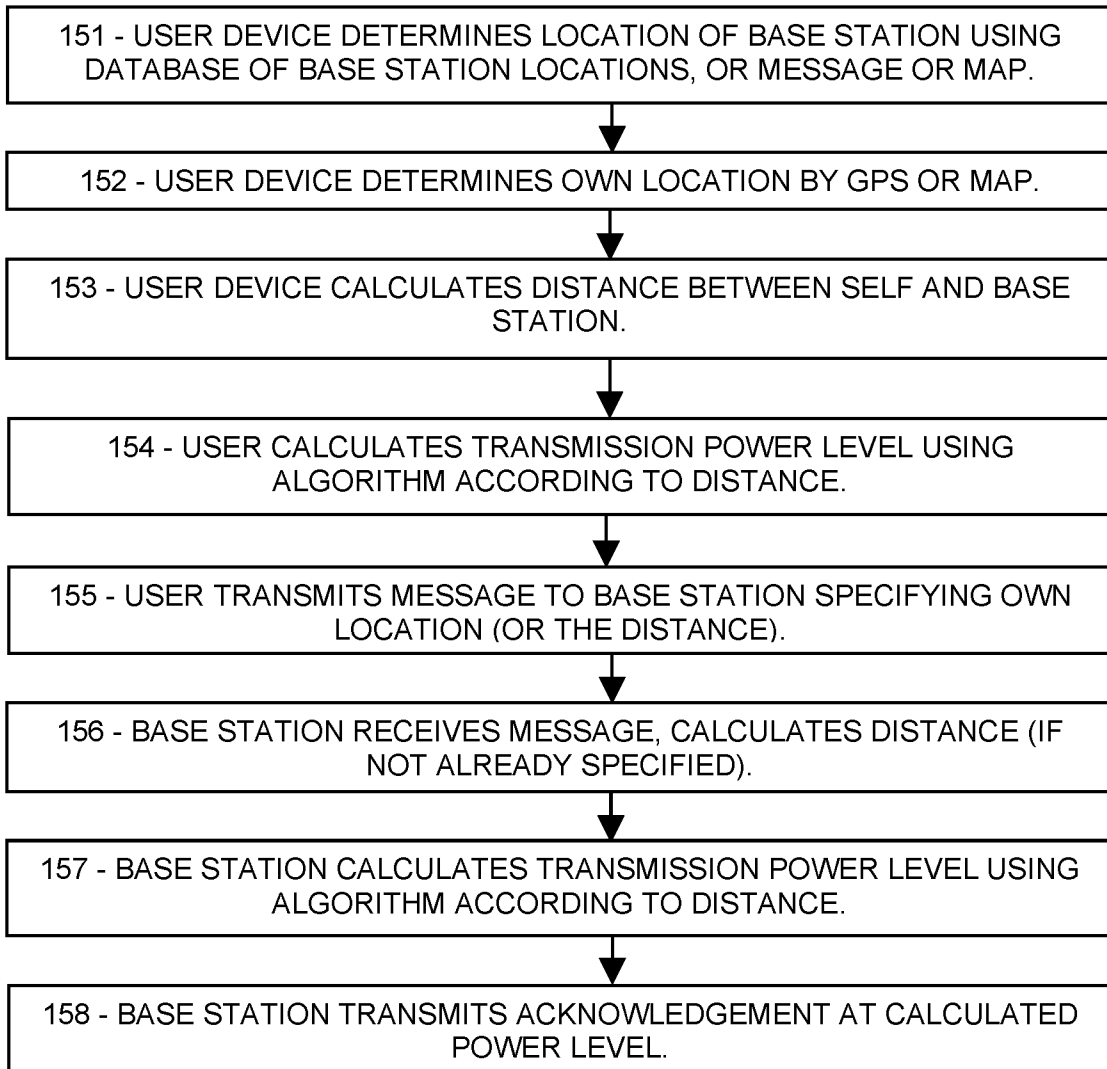 151 - USER DEVICE DETERMINES LOCATION OF BASE STATION USING
DATABASE OF BASE STATION LOCATIONS, OR MESSAGE OR MAP.
152 - USER DEVICE DETERMINES OWN LOCATION BY GPS OR MAP.
153 - USER DEVICE CALCULATES DISTANCE BETWEEN SELF AND BASE
STATION.
154 - USER CALCULATES TRANSMISSION POWER LEVEL USING
ALGORITHM ACCORDING TO DISTANCE.
155 - USER TRANSMITS MESSAGE TO BASE STATION SPECIFYING OWN
LOCATION (OR THE DISTANCE).
156 - BASE STATION RECEIVES MESSAGE, CALCULATES DISTANCE (IF
NOT ALREADY SPECIFIED).
157 - BASE STATION CALCULATES TRANSMISSION POWER LEVEL USING
ALGORITHM ACCORDING TO DISTANCE.
158 - BASE STATION TRANSMITS ACKNOWLEDGEMENT AT CALCULATED
POWER LEVEL.